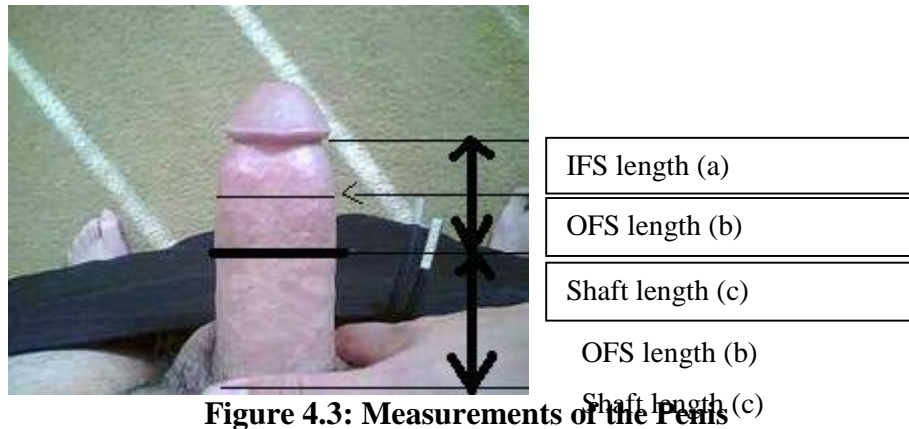 IFS length (a)
OFS length (b)
Shaft length (c)
OFS length (b)
Shaft length (c)
Figure 4.3: Measurements of the Penis